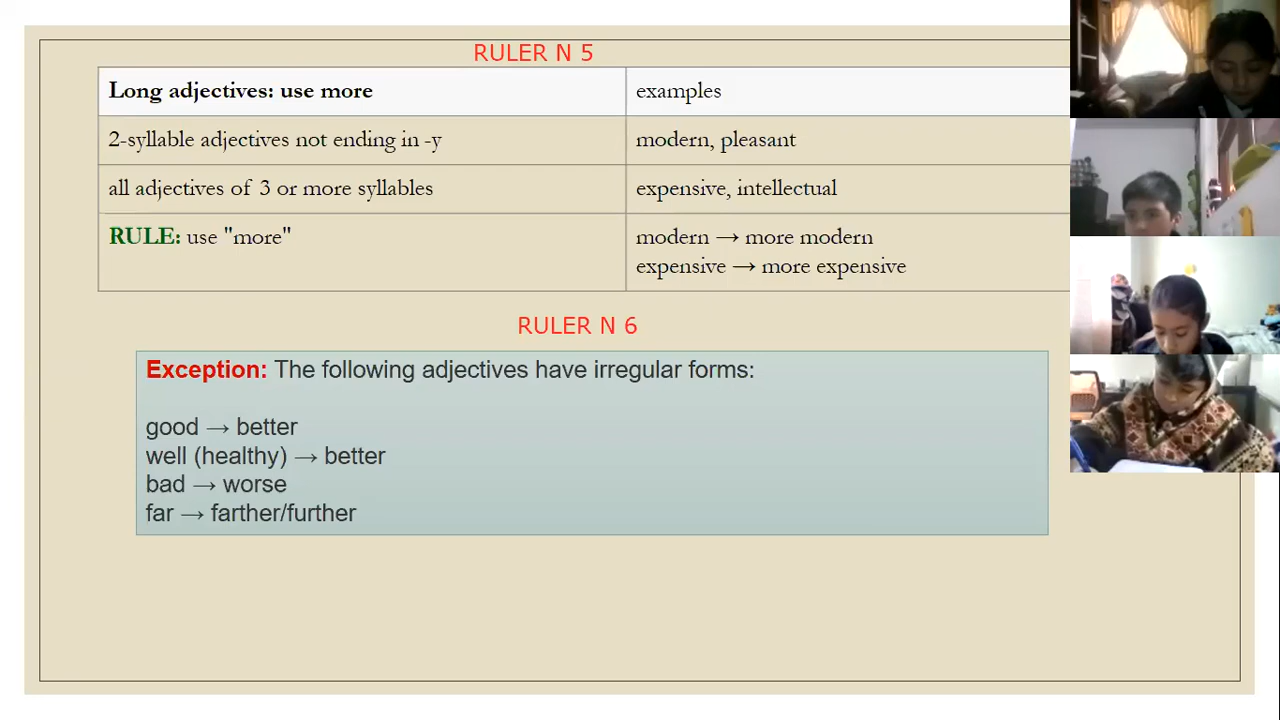 RULER N 5
Long adjectives: use more
examples
2-syllable adjectives not ending in -y
modern, pleasant
all adjectives of 3 or more syllables
expensive, intellectual
RULE: use "more"
modern → more modern
expensive → more expensive
RULER N 6
Exception: The following adjectives have irregular forms:
good → better
well (healthy) → better
bad → worse
far → farther/further